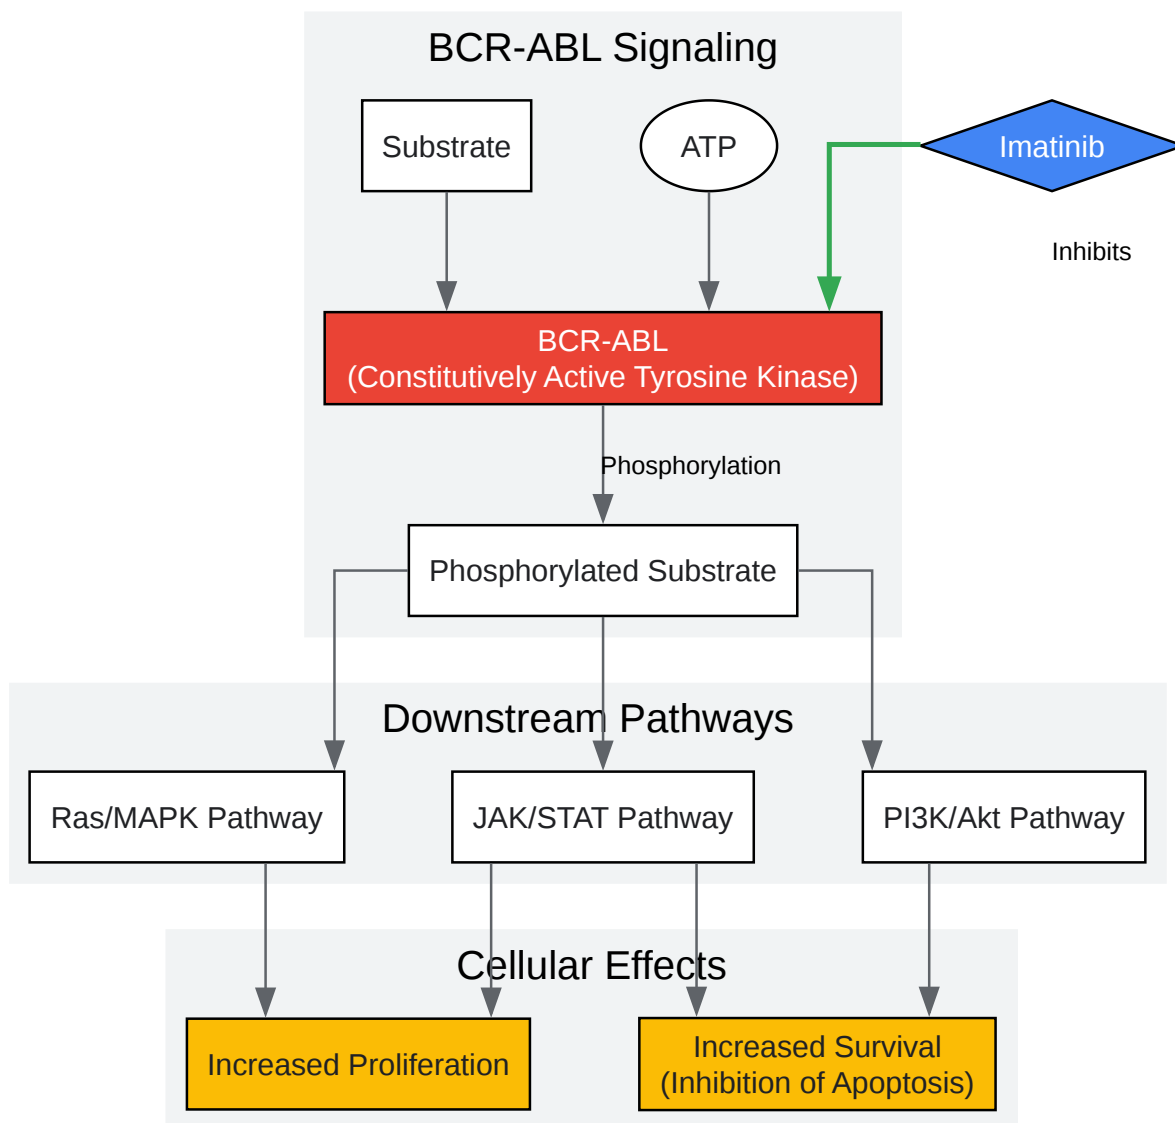 BCR-ABL Signaling
Substrate
ATP
Imatinib
Inhibits
BCR-ABL
(Constitutively Active Tyrosine Kinase)
Phosphorylation
Phosphorylated Substrate
Downstream Pathways
Ras/MAPK Pathway
JAK/STAT Pathway
PI3K/Akt Pathway
Cellular Effects
Increased Proliferation
Increased Survival
(Inhibition of Apoptosis)